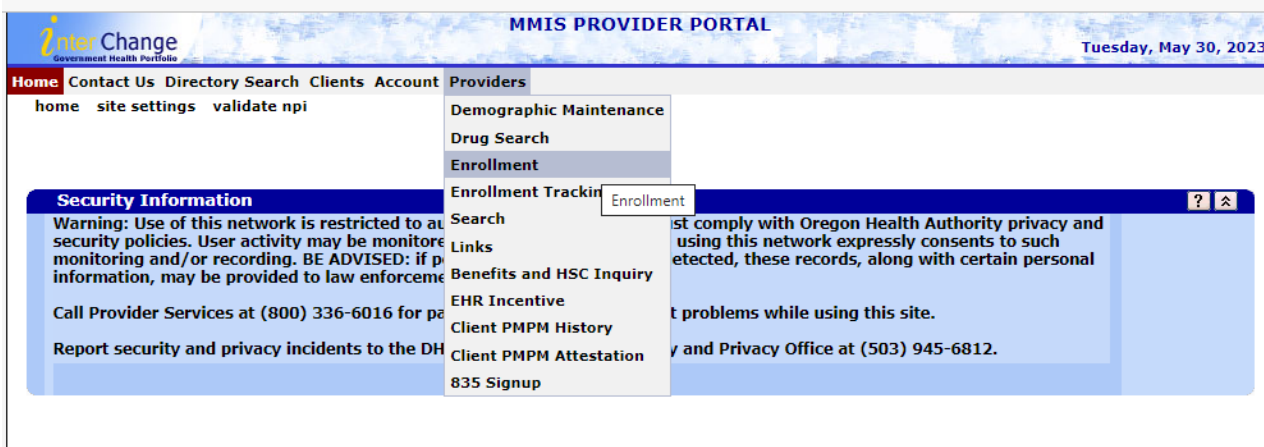 MMIS PROVIDER PORTAL
interChange
Government Health Portfolio
Tuesday, May 30, 2023
Home Contact Us Directory Search Clients Account Providers
home site settings validate npi
Demographic Maintenance
Drug Search
Enrollment
Enrollment Trackin
Enrollment
Search
Links
Benefits and HSC Inquiry
EHR Incentive
Client PMPM History
Client PMPM Attestation
835 Signup
Security Information ?
Warning: Use of this network is restricted to au st comply with Oregon Health Authority privacy and
security policies. User activity may be monitore using this network expressly consents to such
monitoring and/or recording. BE ADVISED: if p etected, these records, along with certain personal
information, may be provided to law enforceme
Call Provider Services at (800) 336-6016 for pa t problems while using this site.
Report security and privacy incidents to the DH y and Privacy Office at (503) 945-6812.